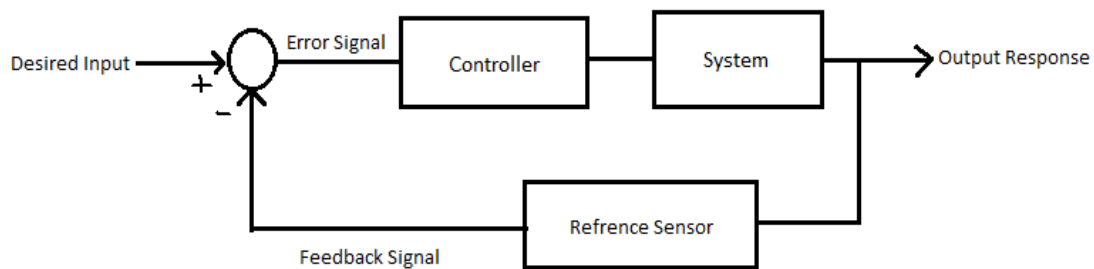 Desired Input
+
-
Error Signal
Controller
System
Output Response
Refrence Sensor
Feedback Signal